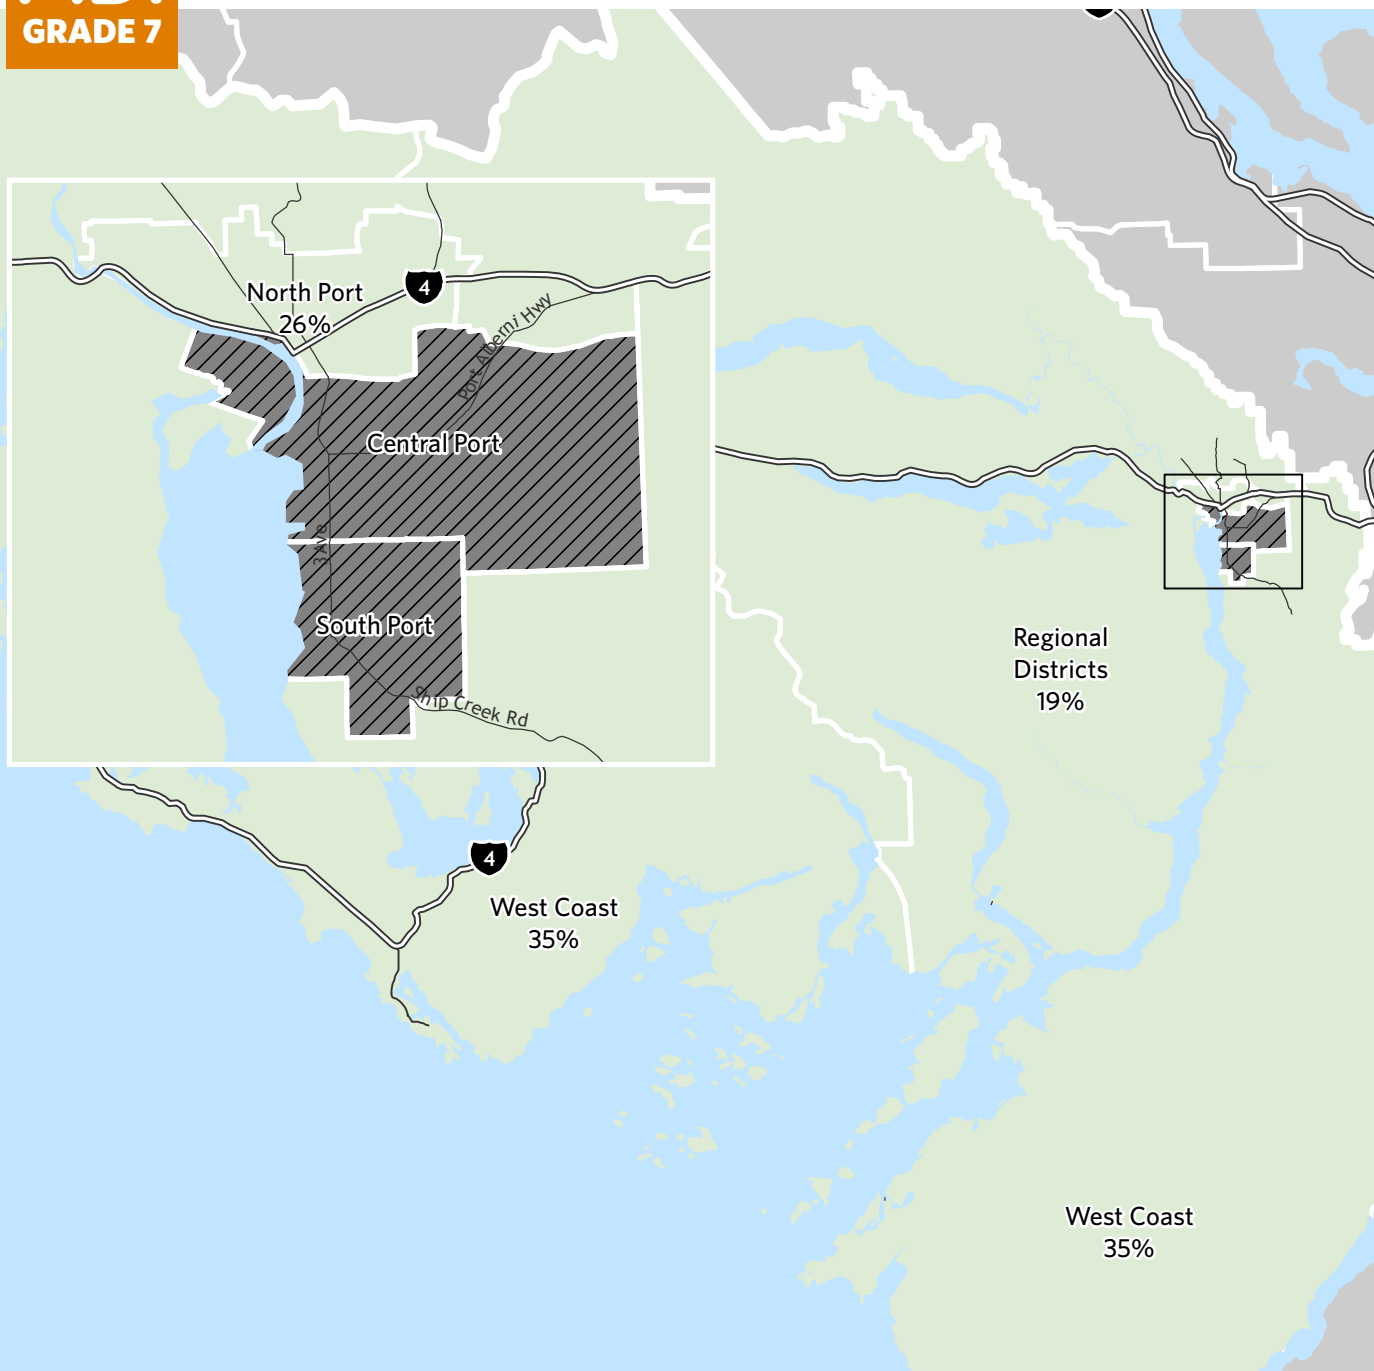 GRADE 7
North Port
26%
4
Port Alberni Hwy
Central Port
3 Ave
South Port
Ship Creek Rd
Regional
Districts
19%
4
West Coast
35%
West Coast
35%